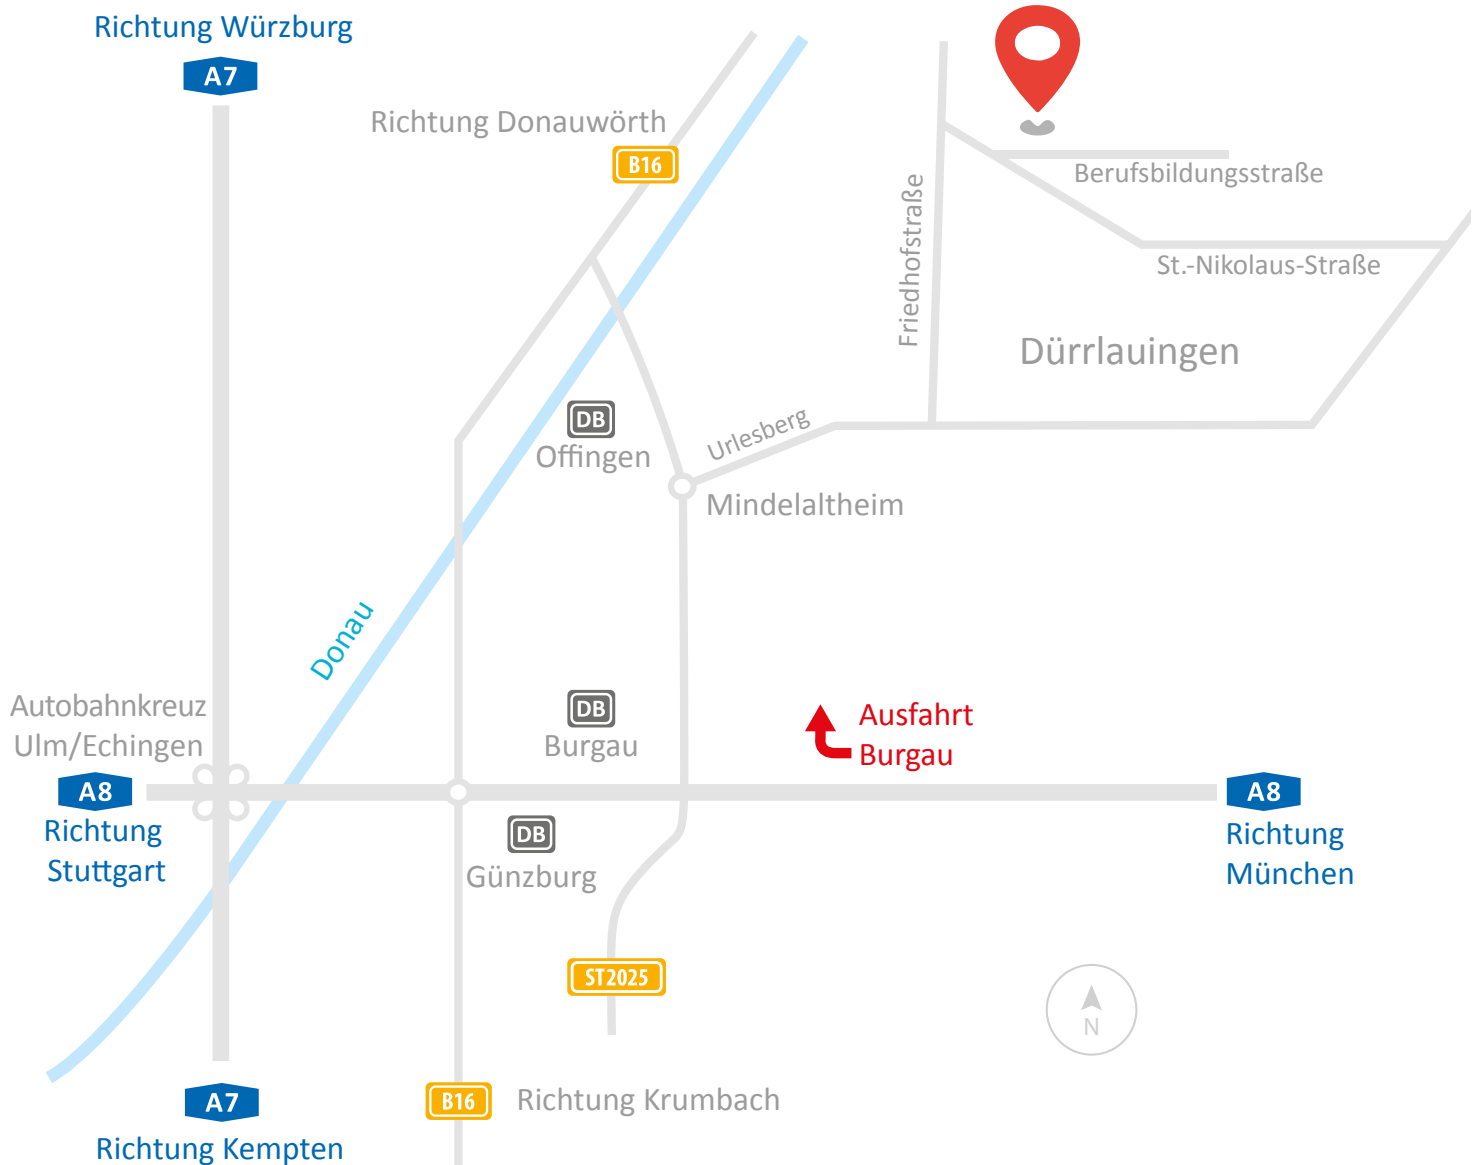 Richtung Würzburg
A7
Richtung Donauwörth
B16
Berufsbildungsstraße
Friedhofstraße
St.-Nikolaus-Straße
Dürrlauingen
DB
Offingen
Urlesberg
Mindelaltheim
Donau
DB
Burgau
Autobahnkreuz
Ulm/Echingen
Ausfahrt
Burgau
A8
Richtung
Stuttgart
A8
Richtung
München
DB
Günzburg
ST2025
N
A7
Richtung Kempten
B16
Richtung Krumbach